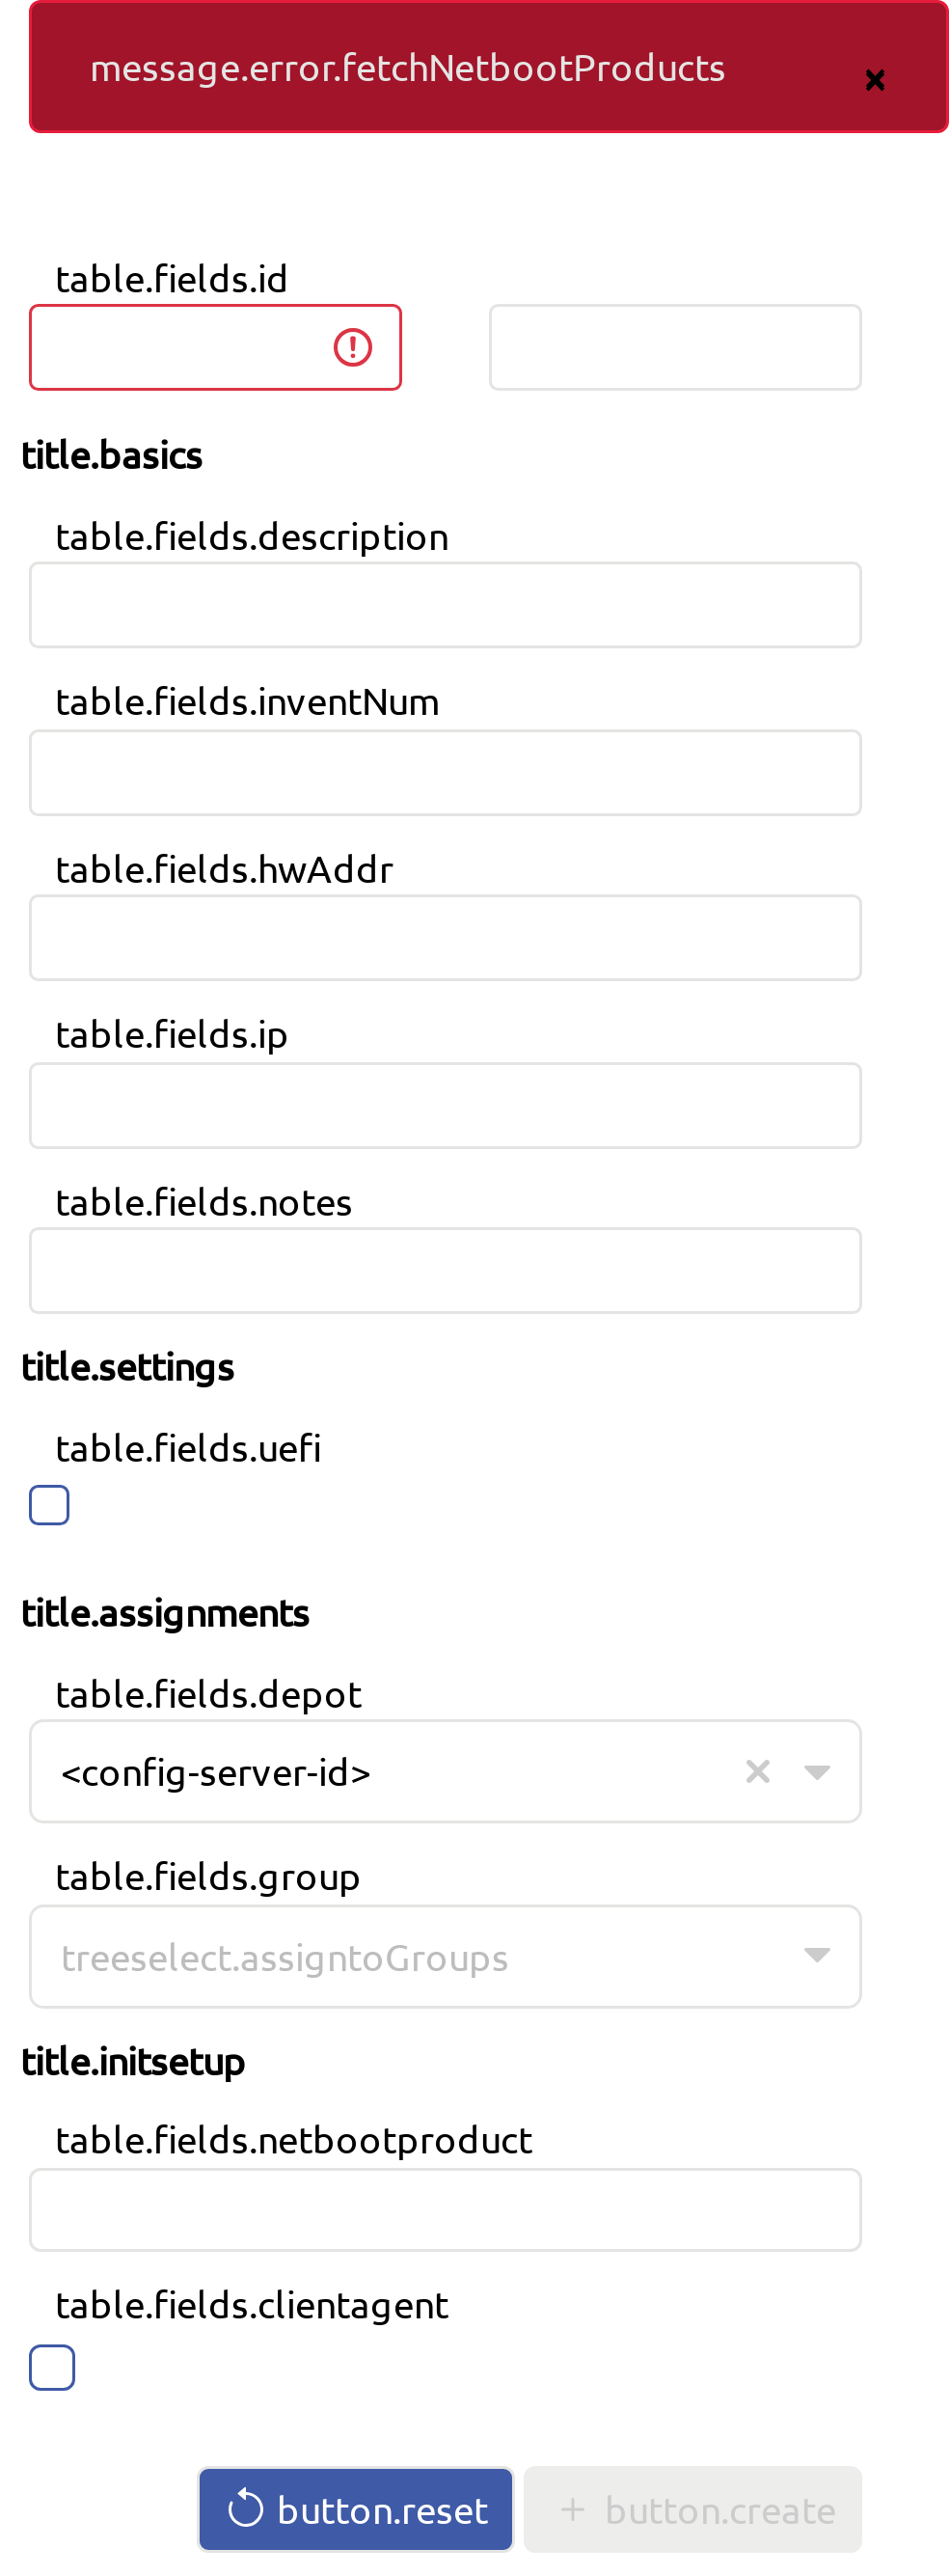 message.error.fetchNetbootProducts
table.fields.id
title.basics
table.fields.description
table.fields.inventNum
table.fields.hwAddr
table.fields.ip
table.fields.notes
title.settings
table.fields.uefi
title.assignments
table.fields.depot
<config-server-id>
table.fields.group
treeselect.assigntoGroups
title.initsetup
table.fields.netbootproduct
table.fields.clientagent
button.reset
button.create